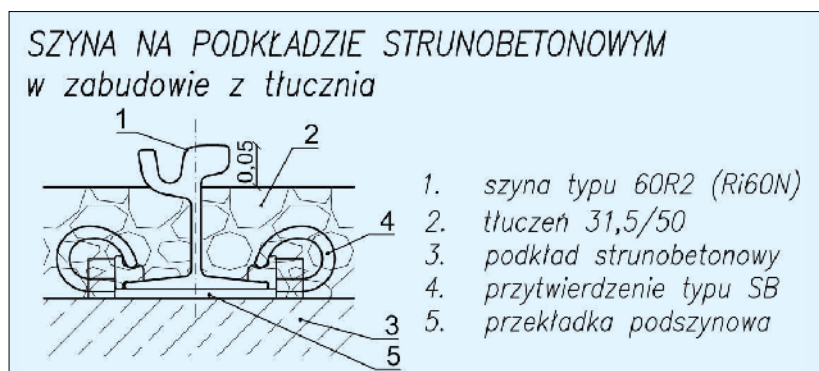 SZYNA NA PODKŁADZIE STRUNOBETONOWYM
w zabudowie z tłucznia
1
0,05
2
4
3
5
1. szyna typu 60R2 (Ri60N)
2. tłuczeń 31,5/50
3. podkład strunobetonowy
4. przytwierdzenie typu SB
5. przekładka podszynowa